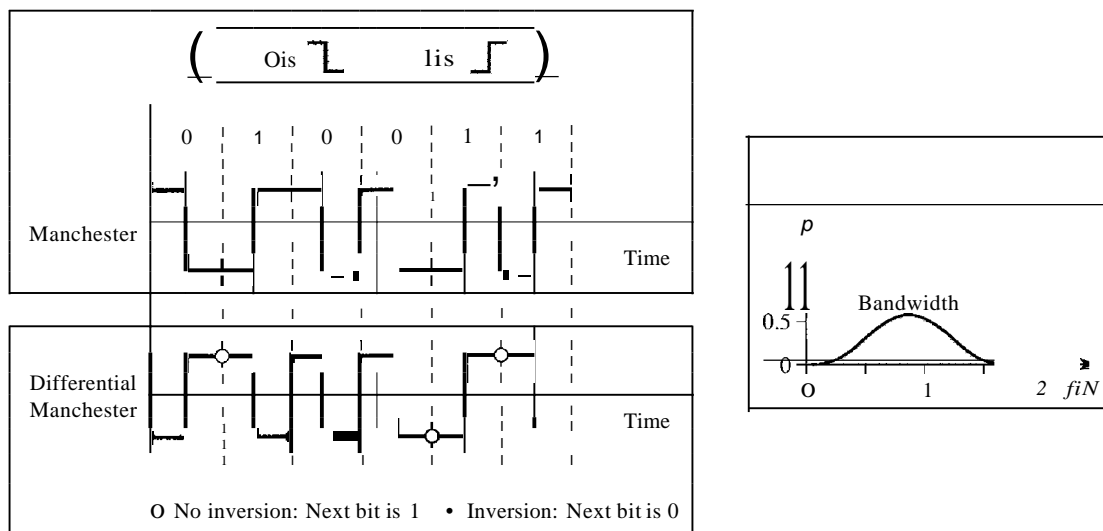 Ois lis
0 1 0 0 1 1
Manchester
Time
Differential
Manchester
Time
O No inversion: Next bit is 1 • Inversion: Next bit is 0
p
Bandwidth
0.5
0
O 1 2 fiN